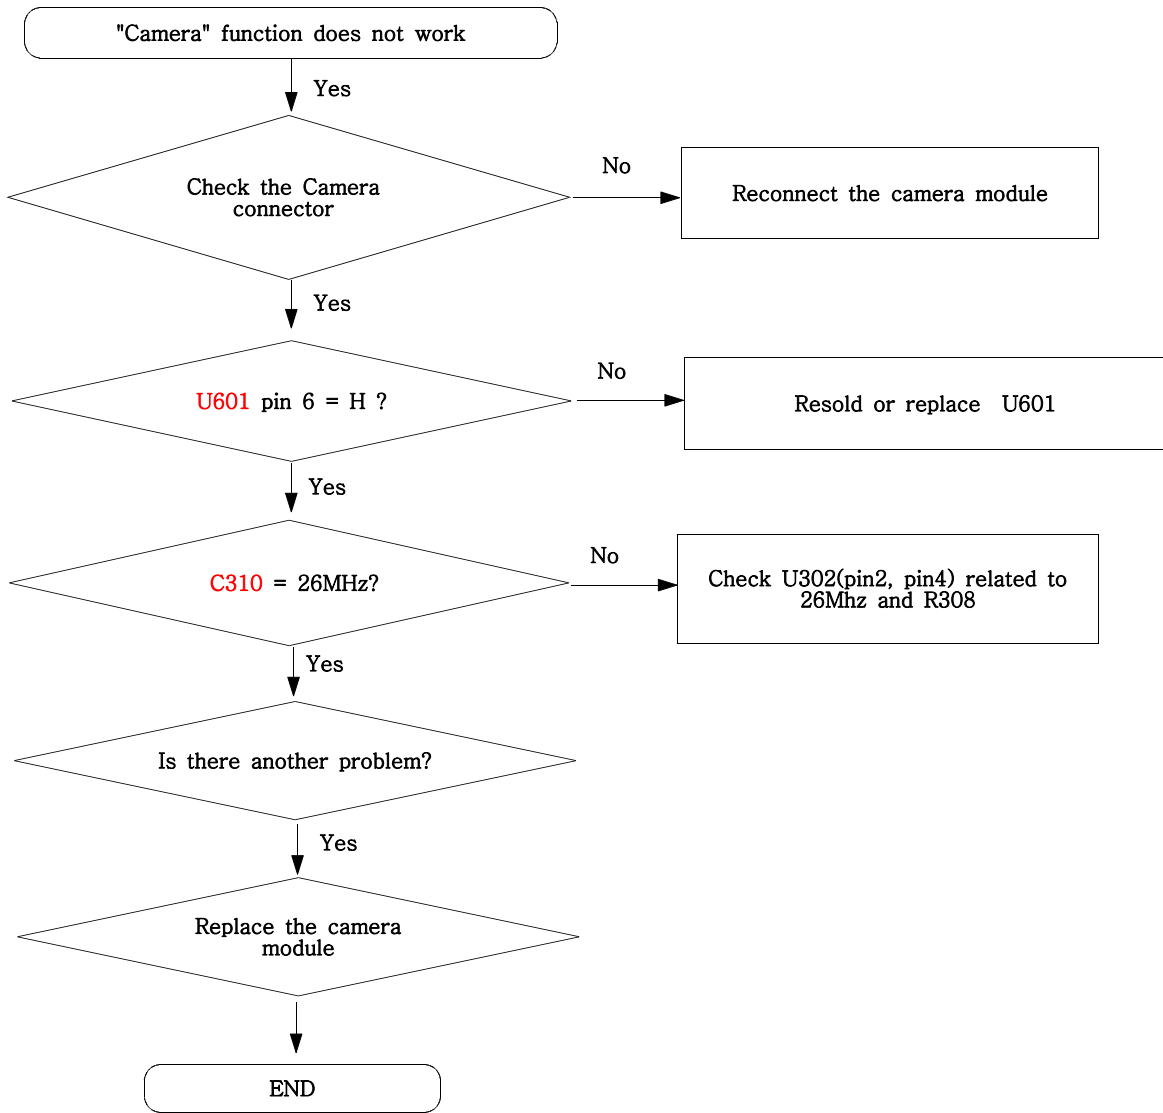 "Camera" function does not work
Yes
Check the Camera
connector
No
Reconnect the camera module
Yes
U601 pin 6 = H ?
No
Resold or replace U601
Yes
C310 = 26MHz?
No
Check U302(pin2, pin4) related to
26Mhz and R308
Yes
Is there another problem?
Yes
Replace the camera
module
END